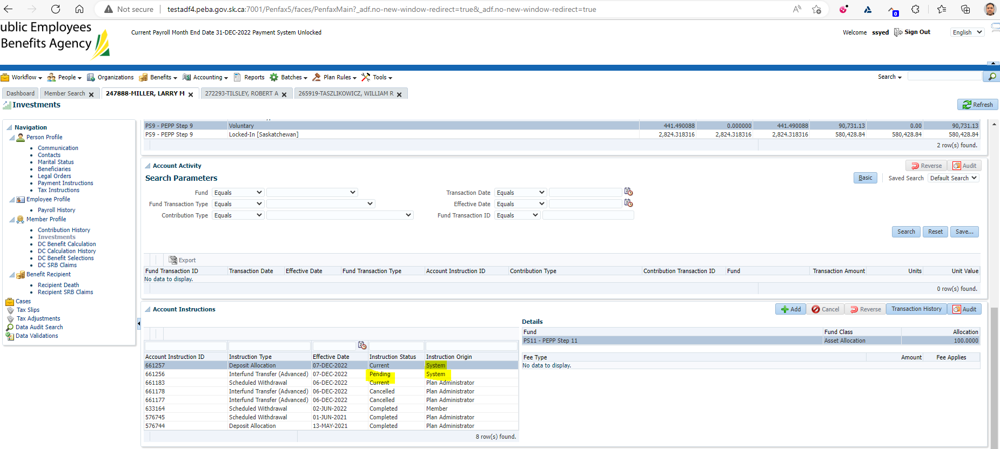 Not secure testadf4.peba.gov.sk.ca:7001/Penfax5/faces/PenfaxMain?_adf.no-new-window-redirect=true&_adf.no-new-window-redirect=true
0
ublic Employees
Benefits Agency
Current Payroll Month End Date 31-DEC-2022 Payment System Unlocked
Welcome ssyed Sign Out English
Workflow People Organizations Benefits Accounting Reports Batches Plan Rules Tools Search
Dashboard Member Search 247888-MILLER, LARRY M 272293-TILSLEY, ROBERT A 265919-TASZLIKOWICZ, WILLIAM R
Investments Refresh
Navigation
Person Profile
Communication
Contacts
Marital Status
Beneficiaries
Legal Orders
Payment Instructions
Tax Instructions
Employee Profile
Payroll History
Member Profile
Contribution History
Investments
DC Benefit Calculation
DC Calculation History
DC Benefit Selections
DC SRB Claims
Benefit Recipient
Recipient Death
Recipient SRB Claims
Cases
Tax Slips
Tax Adjustments
Data Audit Search
Data Validations
PS9 - PEPP Step 9 Voluntary 441.490088 0.000000 441.490088 90,731.13 0.00 90,731.13
PS9 - PEPP Step 9 Locked-In [Saskatchewan] 2,824.318316 2,824.318316 2,824.318316 580,428.84 580,428.84 580,428.84
2 row(s) found.
Account Activity Reverse Audit
Search Parameters Basic Saved Search Default Search
Fund Equals Transaction Date Equals
Fund Transaction Type Equals Effective Date Equals
Contribution Type Equals Fund Transaction ID Equals
Search Reset Save...
Export
Fund Transaction ID Transaction Date Effective Date Fund Transaction Type Account Instruction ID Contribution Type Contribution Transaction ID Fund Transaction Amount Units Unit Value
No data to display.
0 row(s) found.
Account Instructions Add Cancel Reverse Transaction History Audit
Account Instruction ID Instruction Type Effective Date Instruction Status Instruction Origin
661257 Deposit Allocation 07-DEC-2022 Current System
661256 Interfund Transfer (Advanced) 07-DEC-2022 Pending System
661183 Scheduled Withdrawal 06-DEC-2022 Current Plan Administrator
661178 Interfund Transfer (Advanced) 06-DEC-2022 Cancelled Plan Administrator
661177 Interfund Transfer (Advanced) 06-DEC-2022 Cancelled Plan Administrator
633164 Scheduled Withdrawal 02-JUN-2022 Completed Member
576745 Scheduled Withdrawal 01-JUN-2021 Completed Plan Administrator
576744 Deposit Allocation 13-MAY-2021 Completed Plan Administrator
8 row(s) found.
Details
Fund Fund Class Allocation
PS11 - PEPP Step 11 Asset Allocation 100.0000
Fee Type Amount Fee Applies
No data to display.